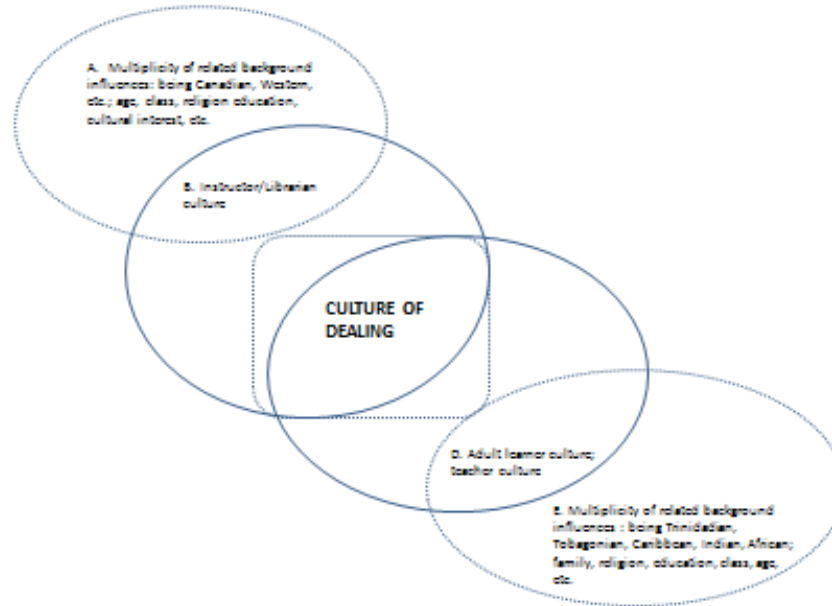 A. Multiplicity of related background
influences: being Canadian, Western,
etc.; age, class, religion education,
cultural interest, etc.
B. Instructor/Librarian
culture
CULTURE OF
DEALING
D. Adult learner culture;
teacher culture
E. Multiplicity of related background
influences : being Trinidadian,
Tobagonian, Caribbean, Indian, African;
family, religion, education, class, age,
etc.